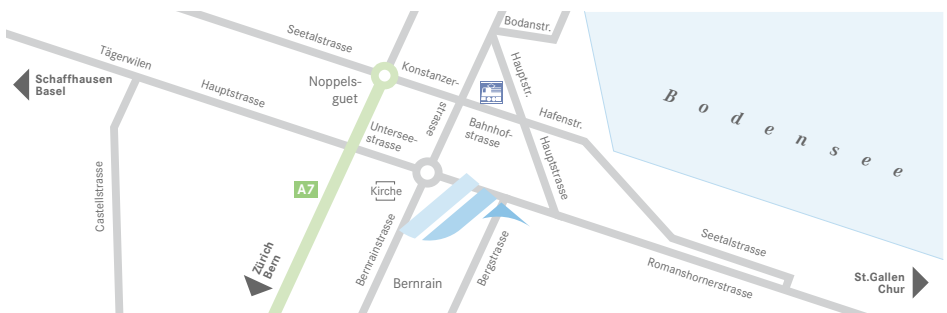 Bodanstr.
Seetalstrasse
Tägerwilen
Schaffhausen
Basel
Hauptstrasse
Noppels-
guet
Konstanzer-
strasse
Hauptstr.
Hafenstr.
Bahnhof-
strasse
Untersee-
strasse
Hauptstrasse
Bodensee
Castellstrasse
A7
Kirche
Zürich
Bern
Bernrainstrasse
Bernrain
Bergstrasse
Seetalstrasse
Romanshornerstrasse
St.Gallen
Chur